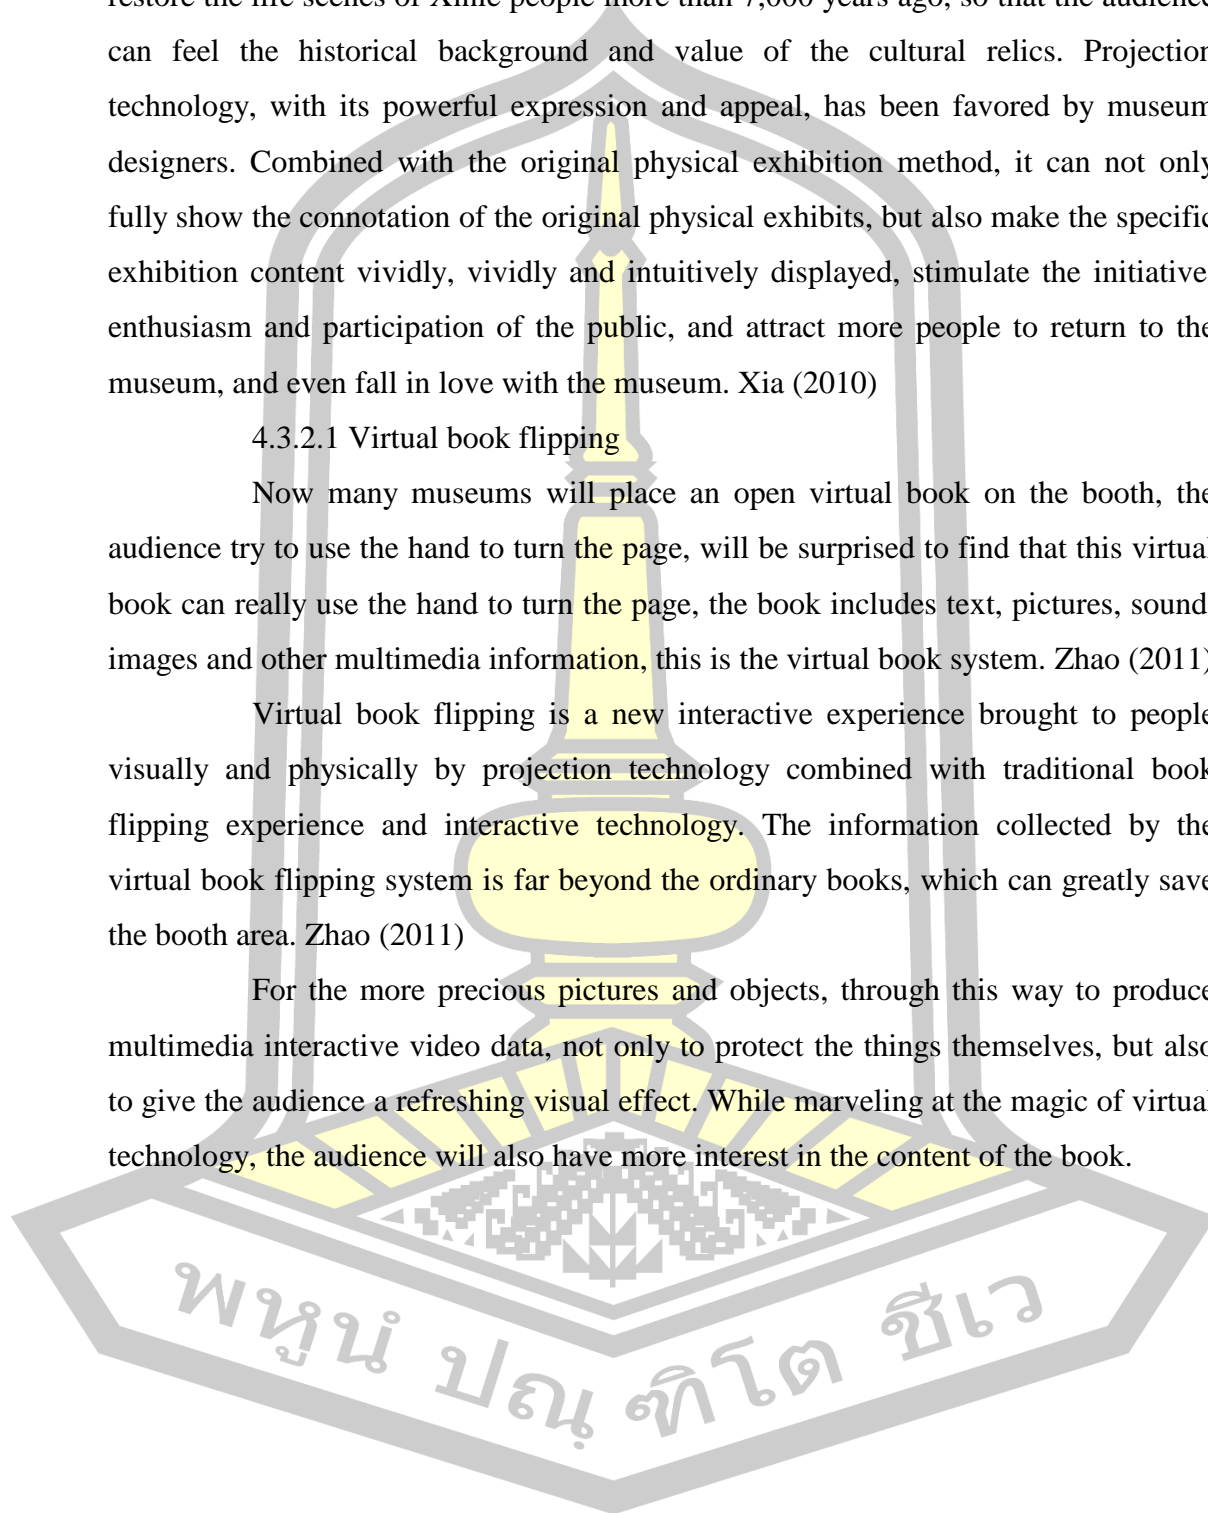 restore the life scenes of Xinle people more than 7,000 years ago, so that the audience
can feel the historical background and value of the cultural relics. Projection
technology, with its powerful expression and appeal, has been favored by museum
designers. Combined with the original physical exhibition method, it can not only
fully show the connotation of the original physical exhibits, but also make the specific
exhibition content vividly, vividly and intuitively displayed, stimulate the initiative
enthusiasm and participation of the public, and attract more people to return to the
museum, and even fall in love with the museum. Xia (2010)
4.3.2.1 Virtual book flipping
Now many museums will place an open virtual book on the booth, the
audience try to use the hand to turn the page, will be surprised to find that this virtual
book can really use the hand to turn the page, the book includes text, pictures, sound
images and other multimedia information, this is the virtual book system. Zhao (2011)
Virtual book flipping is a new interactive experience brought to people
visually and physically by projection technology combined with traditional book
flipping experience and interactive technology. The information collected by the
virtual book flipping system is far beyond the ordinary books, which can greatly save
the booth area. Zhao (2011)
For the more precious pictures and objects, through this way to produce
multimedia interactive video data, not only to protect the things themselves, but also
to give the audience a refreshing visual effect. While marveling at the magic of virtual
technology, the audience will also have more interest in the content of the book.
พหูนํ ปณฺฑิโต ชีเว